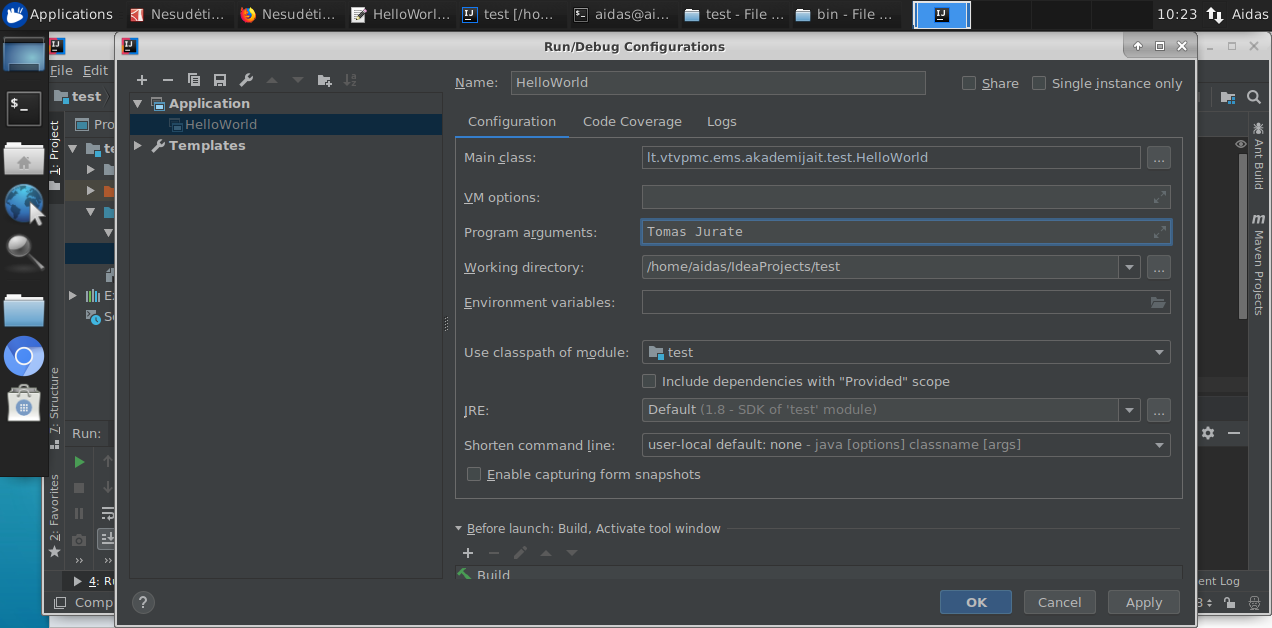 Applications Nesudėti... Nesudėti... HelloWorl... test [/ho... aidas@ai... test - File ... bin - File ... 10:23 Aidas
Run/Debug Configurations
File Edit
test
1: Project
Pro
Name: HelloWorld Share Single instance only
Application
HelloWorld
Templates
Configuration Code Coverage Logs
Main class: lt.vtvpmc.ems.akademijait.test.HelloWorld ...
VM options:
Program arguments: Tomas Jurate
Working directory: /home/aidas/IdeaProjects/test ...
Environment variables:
Use classpath of module: test
Include dependencies with "Provided" scope
JRE: Default (1.8 - SDK of 'test' module) ...
Shorten command line: user-local default: none - java [options] classname [args]
Enable capturing form snapshots
Before launch: Build, Activate tool window
Build
? OK Cancel Apply
Ant Build
m Maven Projects
7: Structure
Run:
2: Favorites
4: Ru
ent Log
Comp